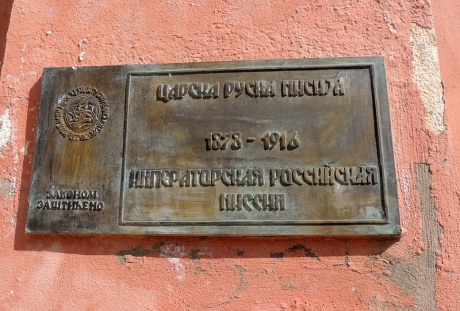 ЦАРСКА РУСКА МИСИЈА
1878 - 1916
ИМПЕРАТОРСКАЯ РОССИЙСКАЯ
МИССИЯ
ЗАКОНОМ
ЗАШТИЋЕНО